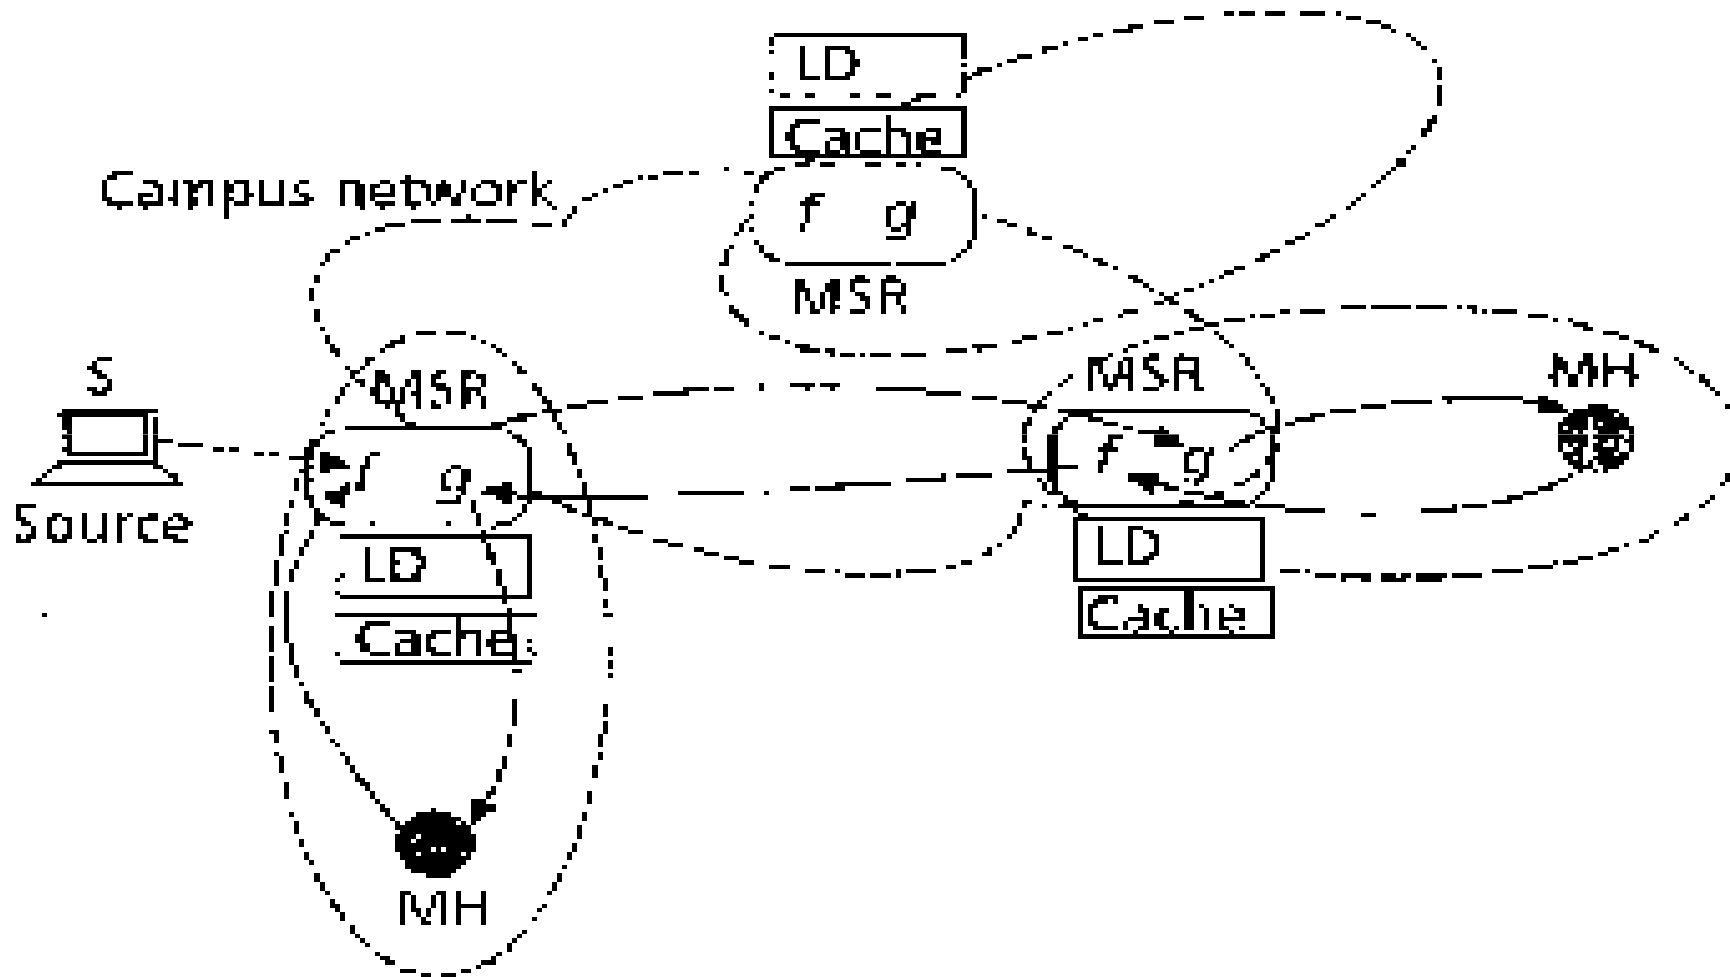 LD
Cache
Campus network
f g
MSR
S
MSR
MSR
MH
f g
f g
Source
LD
LD
Cache
Cache
MH